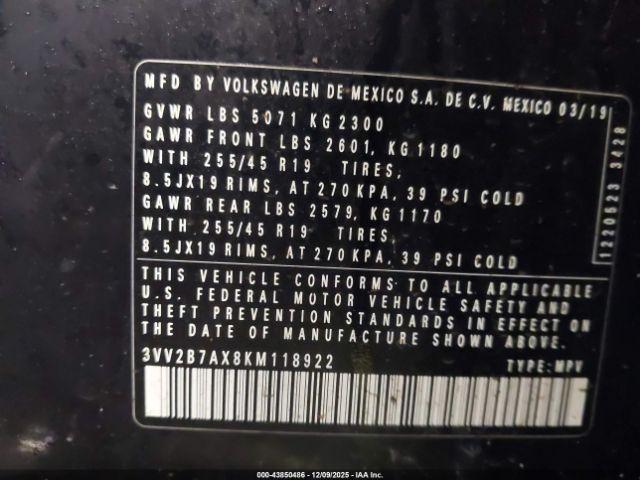 MFD BY VOLKSWAGEN DE MEXICO S.A. DE C.V. MEXICO 03/19
GVWR LBS 5071 KG 2300
GAWR FRONT LBS 2601, KG 1180
WITH 255/45 R19 TIRES,
8.5JX19 RIMS, AT 270 KPA, 39 PSI COLD
GAWR REAR LBS 2579, KG 1170
WITH 255/45 R19 TIRES,
8.5JX19 RIMS, AT 270 KPA, 39 PSI COLD
1220523 3428
THIS VEHICLE CONFORMS TO ALL APPLICABLE
U.S. FEDERAL MOTOR VEHICLE SAFETY AND
THEFT PREVENTION STANDARDS IN EFFECT ON
THE DATE OF MANUFACTURE SHOWN ABOVE.
3VV2B7AX8KM118922 TYPE: MPV
000-43850486 - 12/09/2025 - IAA Inc.